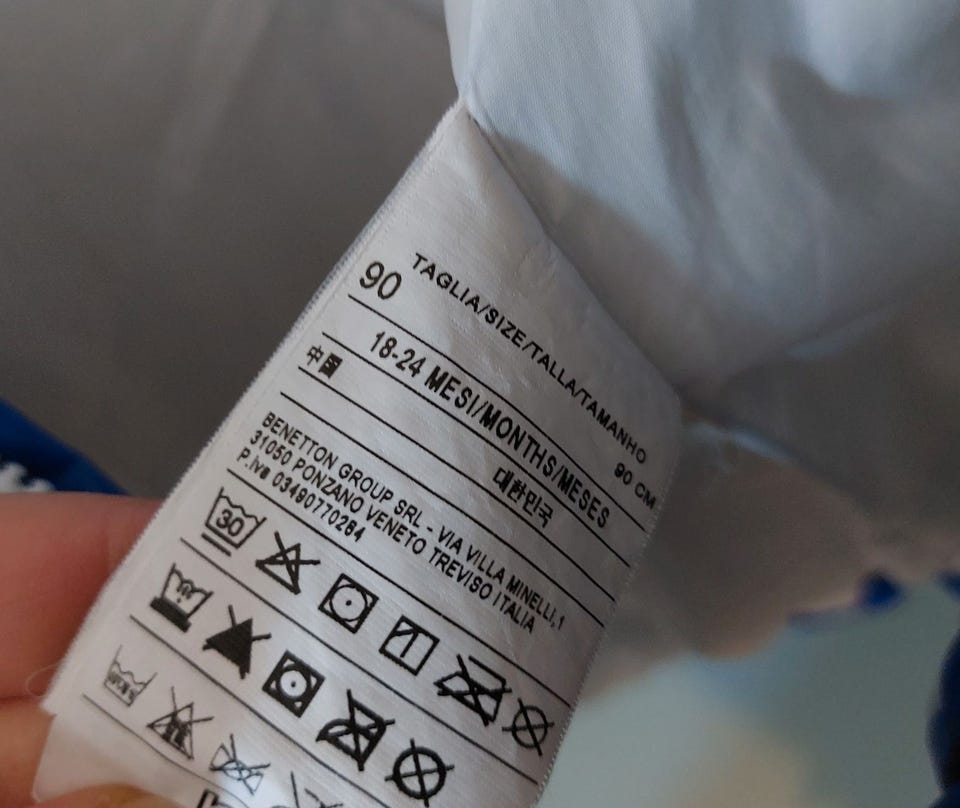 TAGLIA/SIZE/TALLA/TAMANHO
90 90 CM
18-24 MESI/MONTHS/MESES
中國 대한민국
BENETTON GROUP SRL - VIA VILLA MINELLI, 1
31050 PONZANO VENETO TREVISO ITALIA
P.Iva 03490770264
30